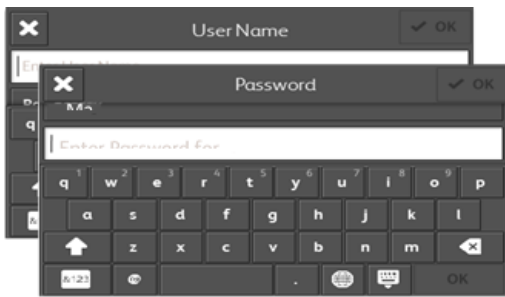 User Name
✔ OK
Password
✔ OK
Enter Password for
q 1 w 2 e 3 r 4 t 5 y 6 u 7 i 8 o 9 p
a s d f g h j k l
z x c v b n m
&123 . OK
q